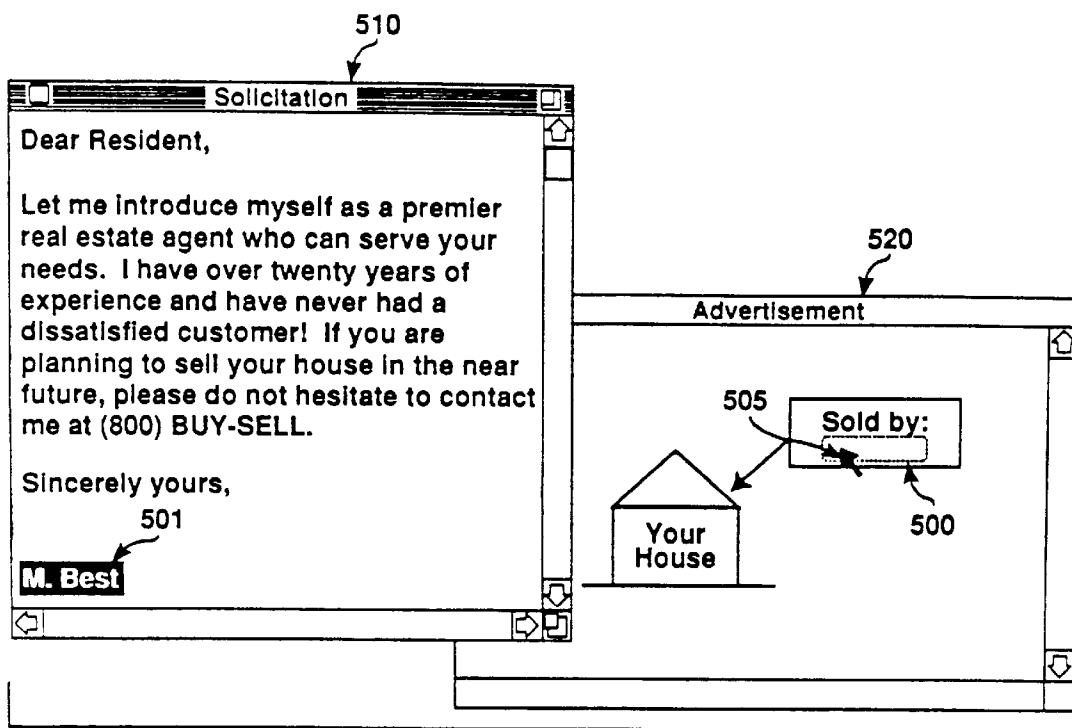 510
Solicitation
Dear Resident,
Let me introduce myself as a premier
real estate agent who can serve your
needs. I have over twenty years of
experience and have never had a
dissatisfied customer! If you are
planning to sell your house in the near
future, please do not hesitate to contact
me at (800) BUY-SELL.
Sincerely yours,
501
M. Best
520
Advertisement
505
Sold by:
500
Your
House